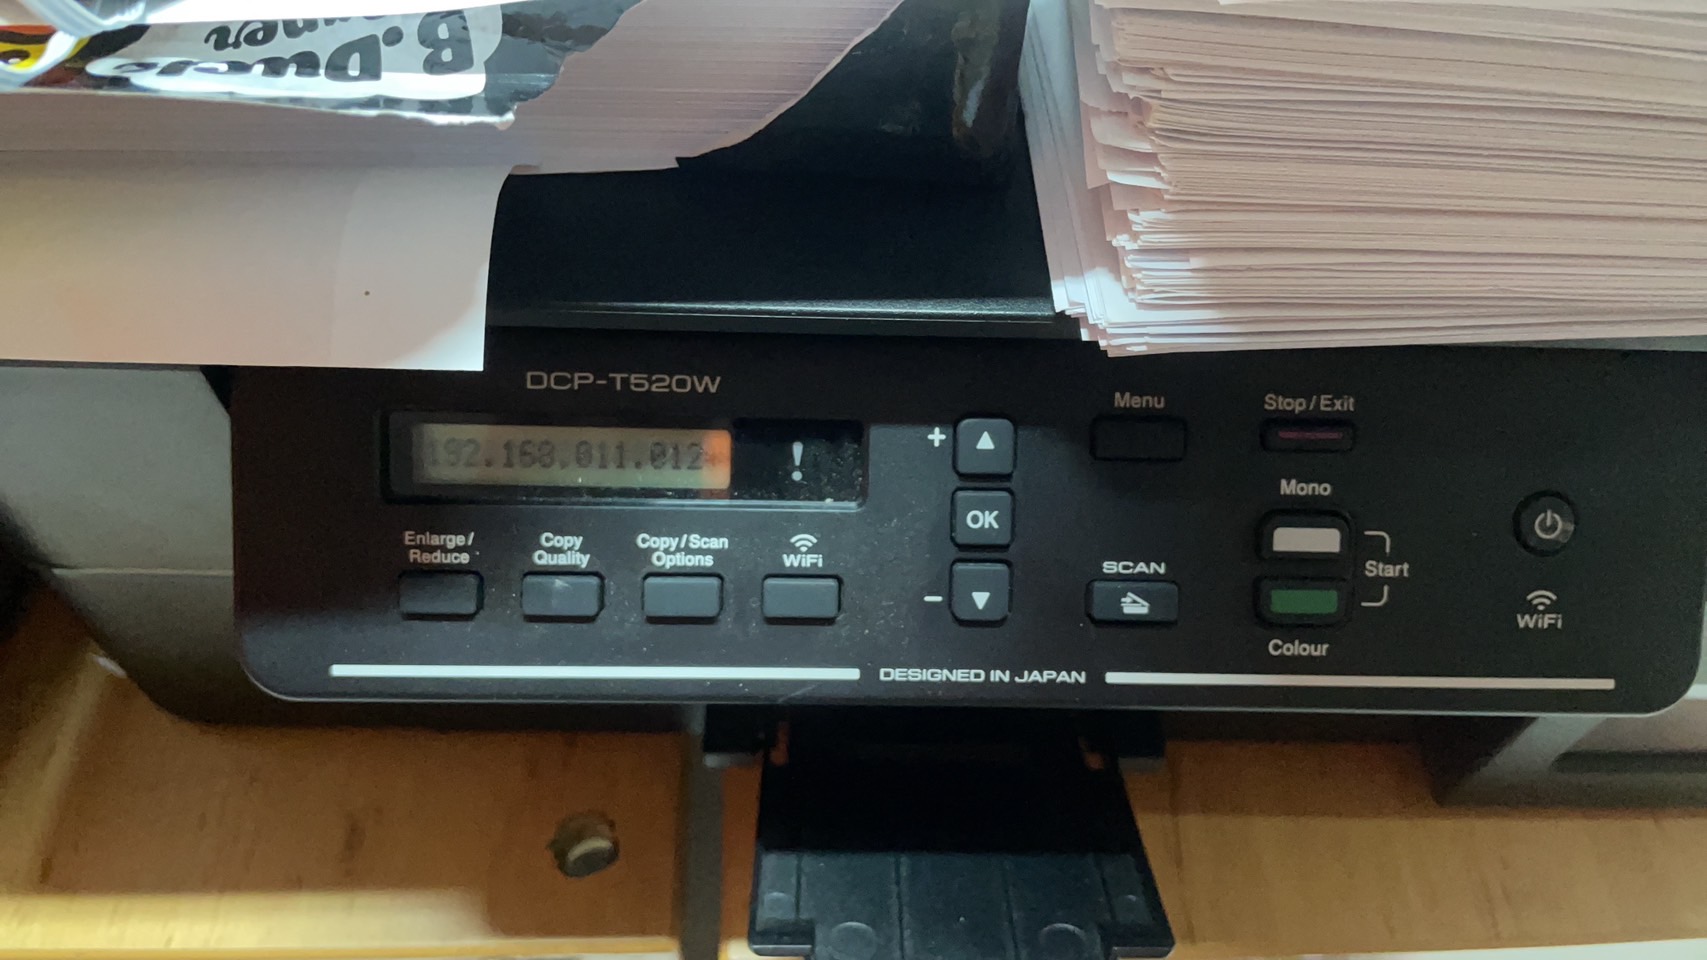 B.Duck
DCP-T520W
192.168.011.012*
!
Enlarge/
Reduce
Copy
Quality
Copy/Scan
Options
WiFi
+
OK
−
Menu
Stop/Exit
Mono
SCAN
Start
Colour
WiFi
DESIGNED IN JAPAN